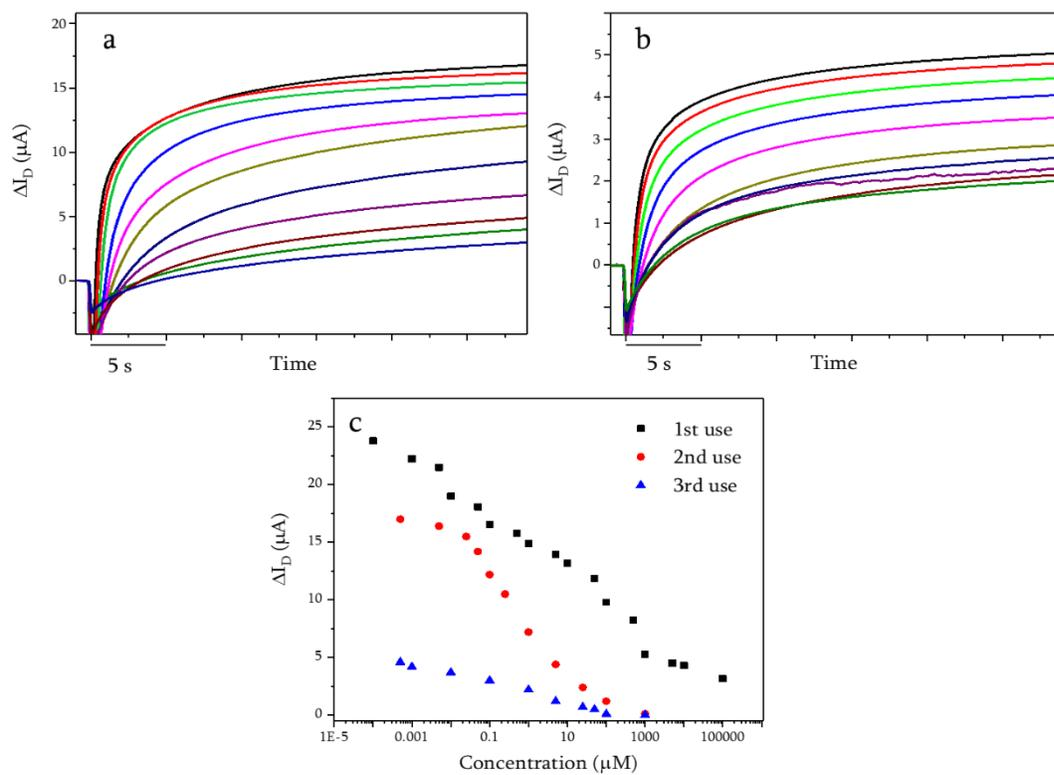 a
20
15
10
5
0
ΔI_D (μA)
5 s
Time
b
5
4
3
2
1
0
ΔI_D (μA)
5 s
Time
c
25
20
15
10
5
0
ΔI_D (μA)
1st use
2nd use
3rd use
1E-5 0.001 0.1 10 1000 100000
Concentration (μM)